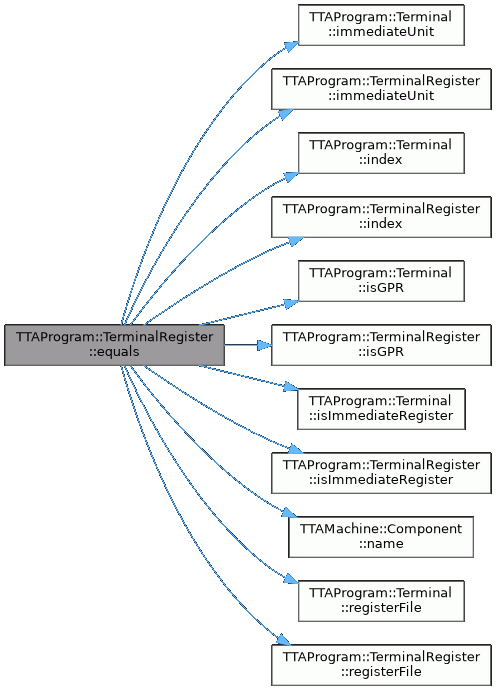 TTAProgram::Terminal
::immediateUnit
TTAProgram::TerminalRegister
::immediateUnit
TTAProgram::Terminal
::index
TTAProgram::TerminalRegister
::index
TTAProgram::Terminal
::isGPR
TTAProgram::TerminalRegister
::equals
TTAProgram::TerminalRegister
::isGPR
TTAProgram::Terminal
::isImmediateRegister
TTAProgram::TerminalRegister
::isImmediateRegister
TTAMachine::Component
::name
TTAProgram::Terminal
::registerFile
TTAProgram::TerminalRegister
::registerFile